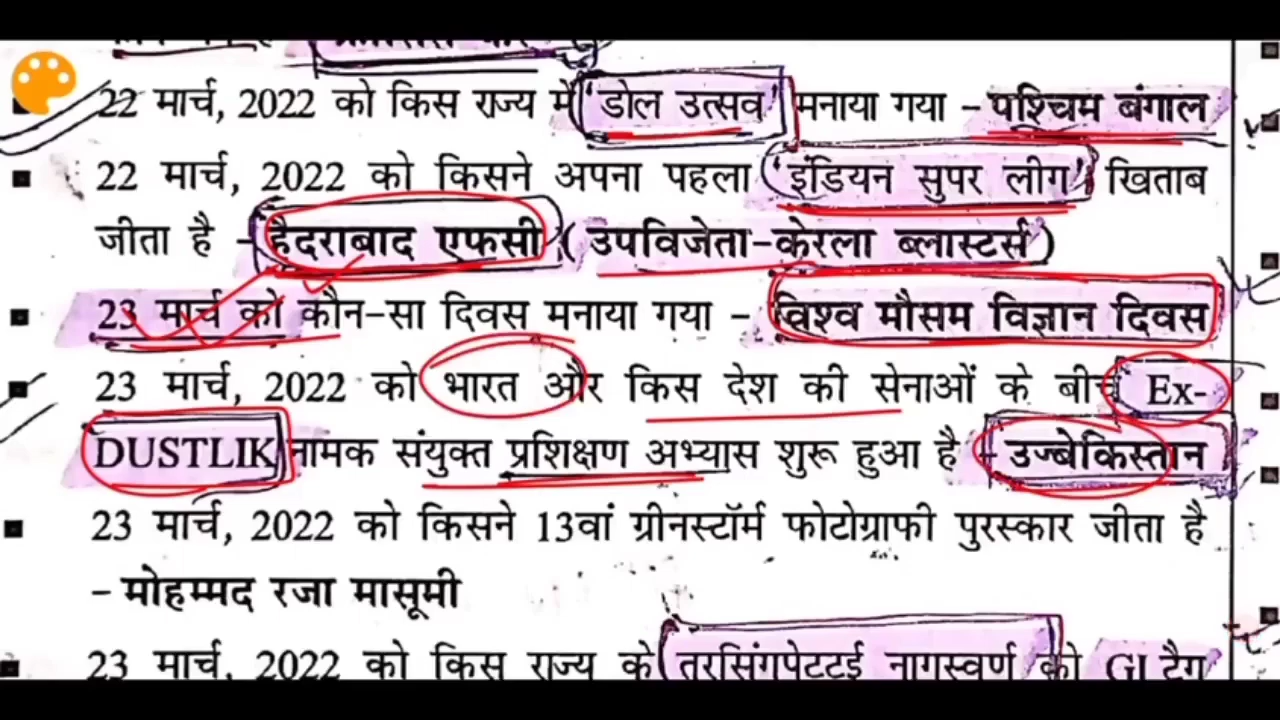 22 मार्च, 2022 को किस राज्य में 'डोल उत्सव' मनाया गया – पश्चिम बंगाल
22 मार्च, 2022 को किसने अपना पहला 'इंडियन सुपर लीग' खिताब
जीता है – हैदराबाद एफसी (उपविजेता-केरला ब्लास्टर्स)
23 मार्च को कौन-सा दिवस मनाया गया – विश्व मौसम विज्ञान दिवस
23 मार्च, 2022 को भारत और किस देश की सेनाओं के बीच Ex-
DUSTLIK नामक संयुक्त प्रशिक्षण अभ्यास शुरू हुआ है – उज्बेकिस्तान
23 मार्च, 2022 को किसने 13वां ग्रीनस्टॉर्म फोटोग्राफी पुरस्कार जीता है
– मोहम्मद रजा मासूमी
23 मार्च, 2022 को किस राज्य के तरसिंगपेटटई नागस्वर्ण को GI टैग